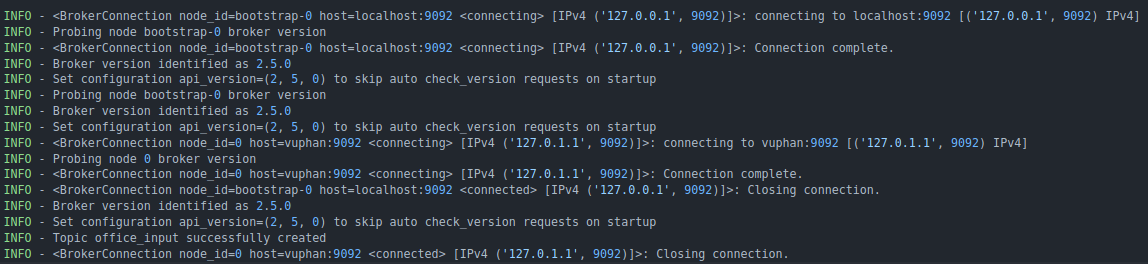 INFO - <BrokerConnection node_id=bootstrap-0 host=localhost:9092 <connecting> [IPv4 ('127.0.0.1', 9092)]>: connecting to localhost:9092 [('127.0.0.1', 9092) IPv4]
INFO - Probing node bootstrap-0 broker version
INFO - <BrokerConnection node_id=bootstrap-0 host=localhost:9092 <connecting> [IPv4 ('127.0.0.1', 9092)]>: Connection complete.
INFO - Broker version identified as 2.5.0
INFO - Set configuration api_version=(2, 5, 0) to skip auto check_version requests on startup
INFO - Probing node bootstrap-0 broker version
INFO - Broker version identified as 2.5.0
INFO - Set configuration api_version=(2, 5, 0) to skip auto check_version requests on startup
INFO - <BrokerConnection node_id=0 host=vuphan:9092 <connecting> [IPv4 ('127.0.1.1', 9092)]>: connecting to vuphan:9092 [('127.0.1.1', 9092) IPv4]
INFO - Probing node 0 broker version
INFO - <BrokerConnection node_id=0 host=vuphan:9092 <connecting> [IPv4 ('127.0.1.1', 9092)]>: Connection complete.
INFO - <BrokerConnection node_id=bootstrap-0 host=localhost:9092 <connected> [IPv4 ('127.0.0.1', 9092)]>: Closing connection.
INFO - Broker version identified as 2.5.0
INFO - Set configuration api_version=(2, 5, 0) to skip auto check_version requests on startup
INFO - Topic office_input successfully created
INFO - <BrokerConnection node_id=0 host=vuphan:9092 <connected> [IPv4 ('127.0.1.1', 9092)]>: Closing connection.